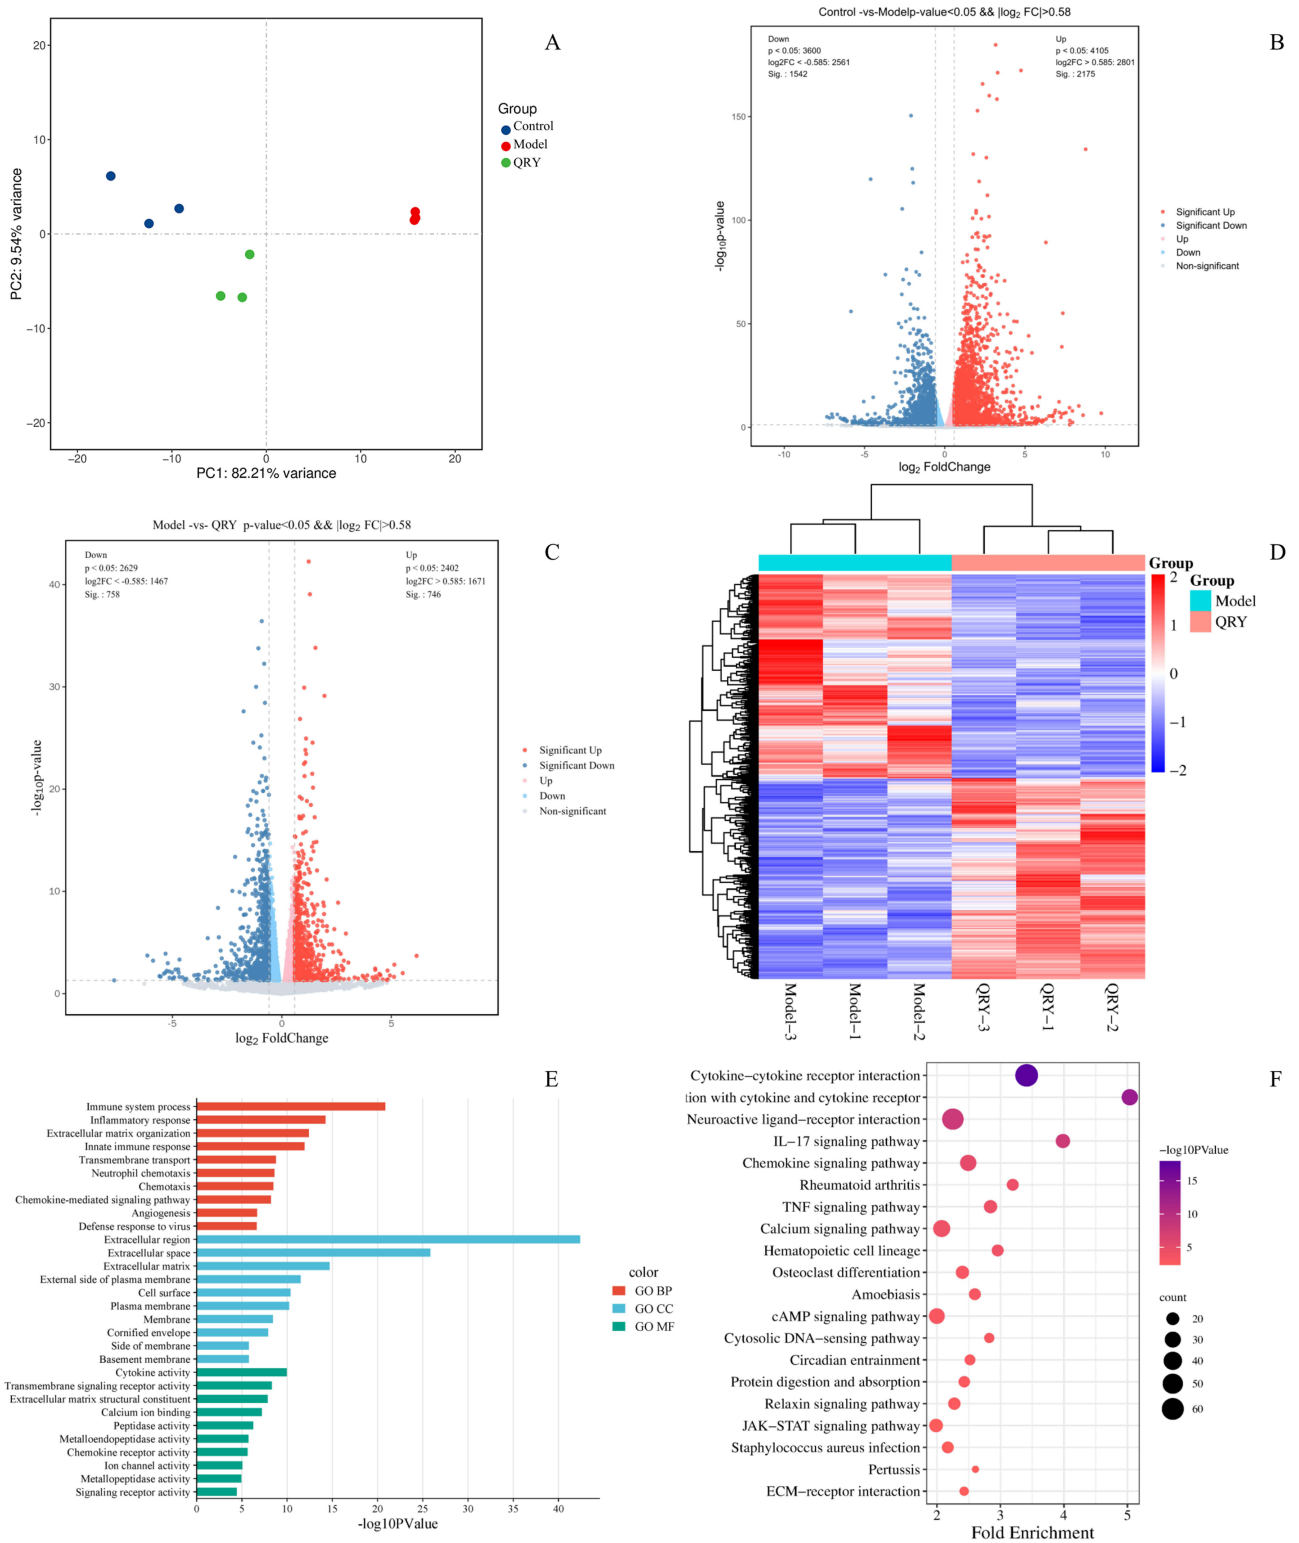 A
20
10
0
−10
−20
−20
−10
0
10
20
PC2: 9.54% variance
PC1: 82.21% variance
Group
Control
Model
QRY
B
Control -vs-Modelp-value<0.05 && |log2 FC|>0.58
Down
p < 0.05: 3600
log2FC < -0.585: 2561
Sig. : 1542
Up
p < 0.05: 4105
log2FC > 0.585: 2801
Sig. : 2175
150
100
50
0
-10
-5
0
5
10
-log10p-value
log2 FoldChange
Significant Up
Significant Down
Up
Down
Non-significant
C
Model -vs- QRY p-value<0.05 && |log2 FC|>0.58
Down
p < 0.05: 2629
log2FC < -0.585: 1467
Sig. : 758
Up
p < 0.05: 2402
log2FC > 0.585: 1671
Sig. : 746
40
30
20
10
0
-5
0
5
-log10p-value
log2 FoldChange
Significant Up
Significant Down
Up
Down
Non-significant
D
Group
2
1
0
−1
−2
Group
Model
QRY
Model−3
Model−1
Model−2
QRY−3
QRY−1
QRY−2
E
Immune system process
Inflammatory response
Extracellular matrix organization
Innate immune response
Transmembrane transport
Neutrophil chemotaxis
Chemotaxis
Chemokine-mediated signaling pathway
Angiogenesis
Defense response to virus
Extracellular region
Extracellular space
Extracellular matrix
External side of plasma membrane
Cell surface
Plasma membrane
Membrane
Cornified envelope
Side of membrane
Basement membrane
Cytokine activity
Transmembrane signaling receptor activity
Extracellular matrix structural constituent
Calcium ion binding
Peptidase activity
Metalloendopeptidase activity
Chemokine receptor activity
Ion channel activity
Metallopeptidase activity
Signaling receptor activity
0
5
10
15
20
25
30
35
40
-log10PValue
color
GO BP
GO CC
GO MF
F
Cytokine−cytokine receptor interaction
tion with cytokine and cytokine receptor
Neuroactive ligand−receptor interaction
IL−17 signaling pathway
Chemokine signaling pathway
Rheumatoid arthritis
TNF signaling pathway
Calcium signaling pathway
Hematopoietic cell lineage
Osteoclast differentiation
Amoebiasis
cAMP signaling pathway
Cytosolic DNA−sensing pathway
Circadian entrainment
Protein digestion and absorption
Relaxin signaling pathway
JAK−STAT signaling pathway
Staphylococcus aureus infection
Pertussis
ECM−receptor interaction
2
3
4
5
Fold Enrichment
−log10PValue
15
10
5
count
20
30
40
50
60